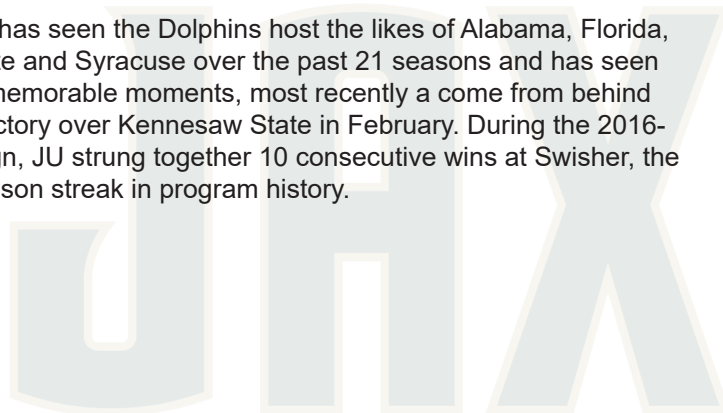 has seen the Dolphins host the likes of Alabama, Florida,
and Syracuse over the past 21 seasons and has seen
memorable moments, most recently a come from behind
over Kennesaw State in February. During the 2016-
JU strung together 10 consecutive wins at Swisher, the
streak in program history.
JAX